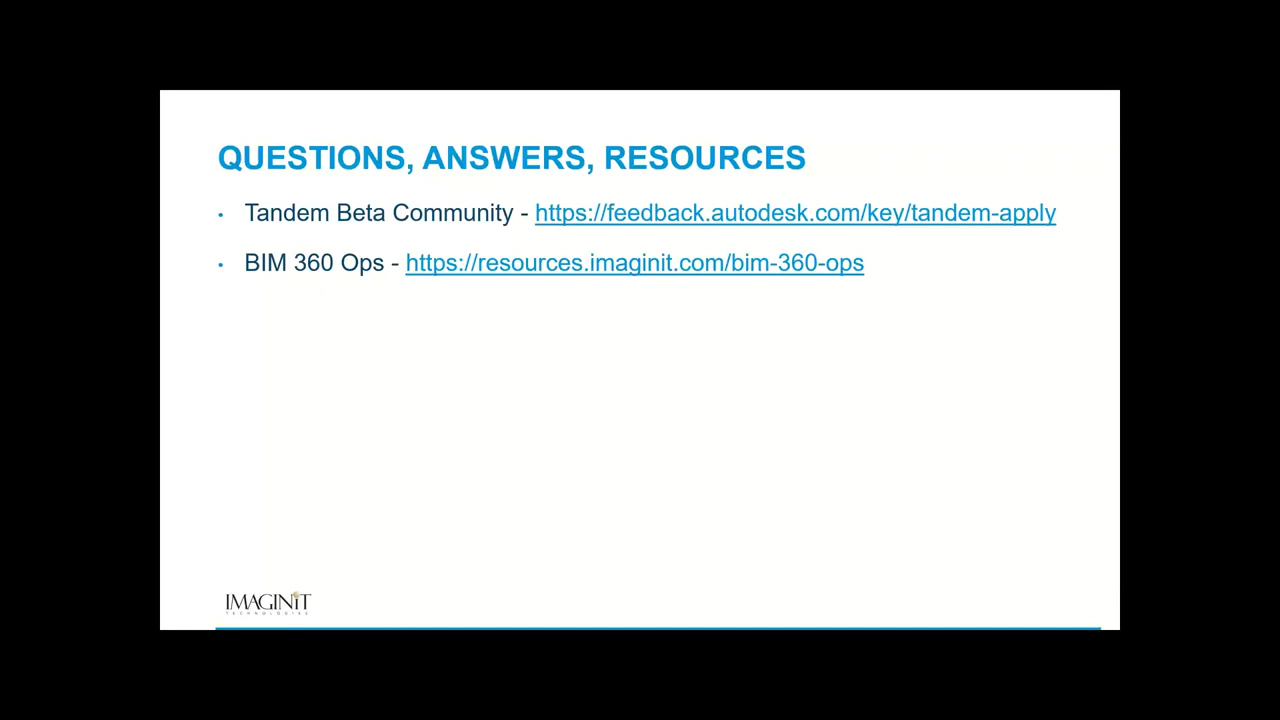 QUESTIONS, ANSWERS, RESOURCES
• Tandem Beta Community - https://feedback.autodesk.com/key/tandem-apply
• BIM 360 Ops - https://resources.imaginit.com/bim-360-ops
IMAGINiT
TECHNOLOGIES